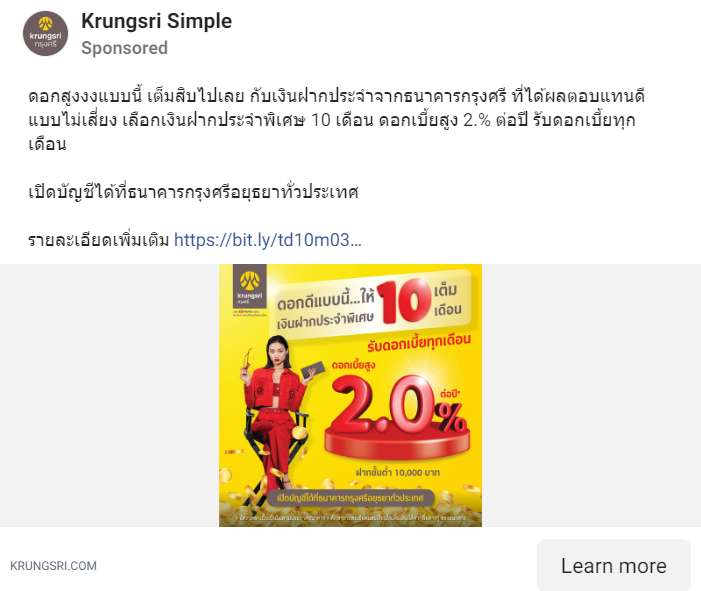 krungsri
กรุงศรี
Krungsri Simple
Sponsored
ดอกสูงงงแบบนี้ เต็มสิบไปเลย กับเงินฝากประจำจากธนาคารกรุงศรี ที่ได้ผลตอบแทนดี
แบบไม่เสี่ยง เลือกเงินฝากประจำพิเศษ 10 เดือน ดอกเบี้ยสูง 2.% ต่อปี รับดอกเบี้ยทุก
เดือน
เปิดบัญชีได้ที่ธนาคารกรุงศรีอยุธยาทั่วประเทศ
รายละเอียดเพิ่มเติม https://bit.ly/td10m03...
krungsri
กรุงศรี
ดอกดีแบบนี้...ให้ 10 เต็ม
เงินฝากประจำพิเศษ เดือน
รับดอกเบี้ยทุกเดือน
ดอกเบี้ยสูง
2.0% ต่อปี*
ฝากขั้นต่ำ 10,000 บาท
เปิดบัญชีได้ที่ธนาคารกรุงศรีอยุธยาทั่วประเทศ
KRUNGSRI.COM
Learn more